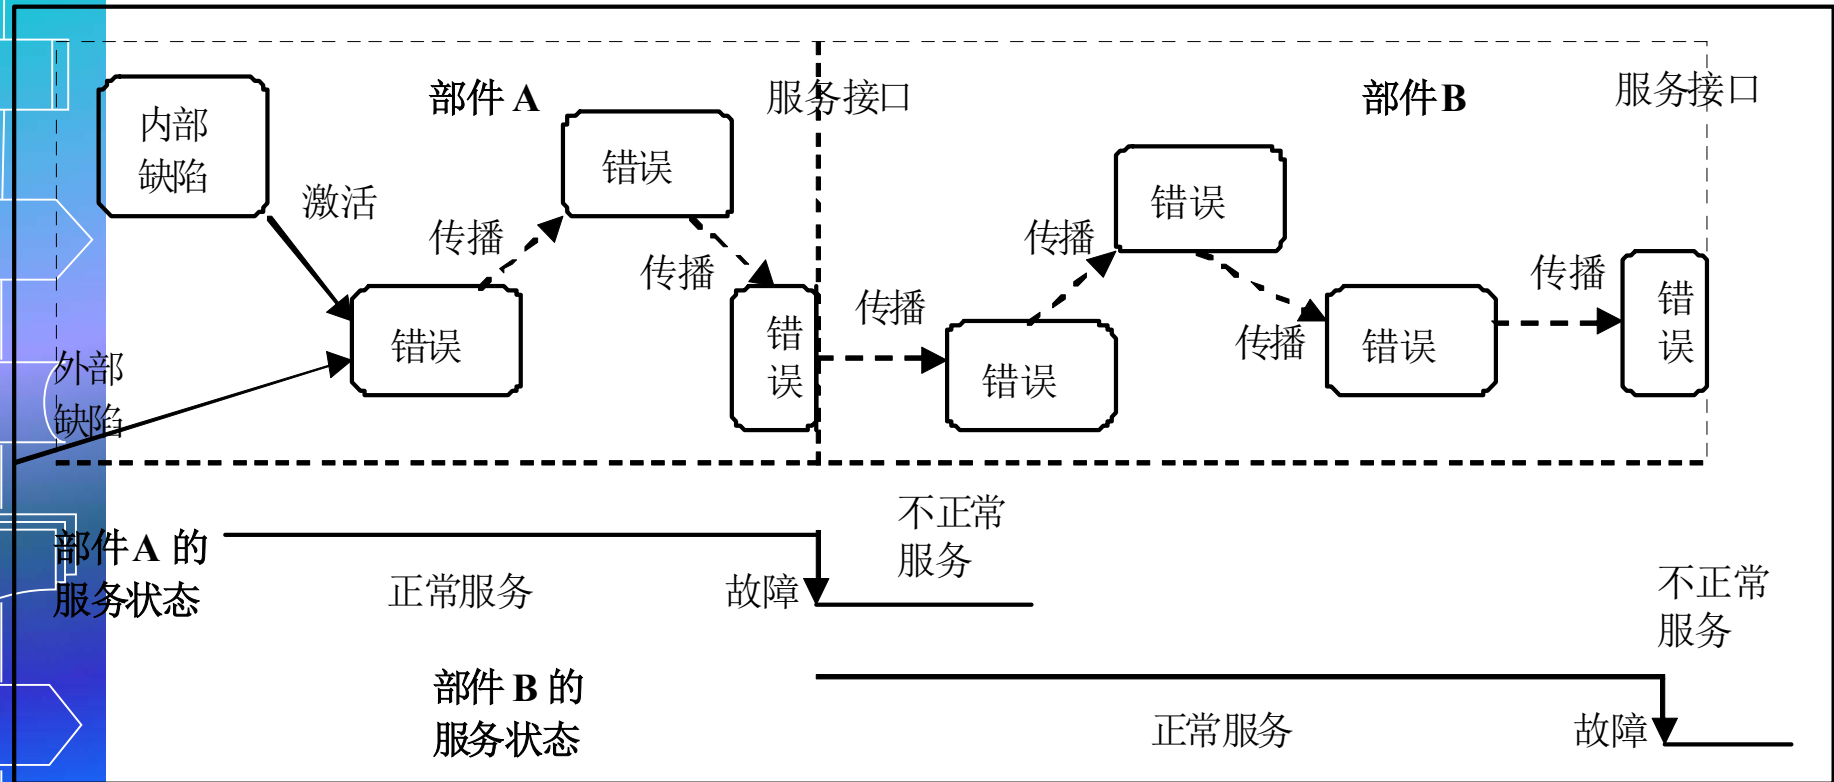 部件 A
服务接口
部件 B
服务接口
内部
缺陷
激活
错误
传播
传播
错误
传播
传播
错误
传播
错误
传播
错误
传播
错误
错
误
错
误
外部
缺陷
部件 A 的
服务状态
正常服务
故障
不正常
服务
部件 B 的
服务状态
正常服务
故障
不正常
服务